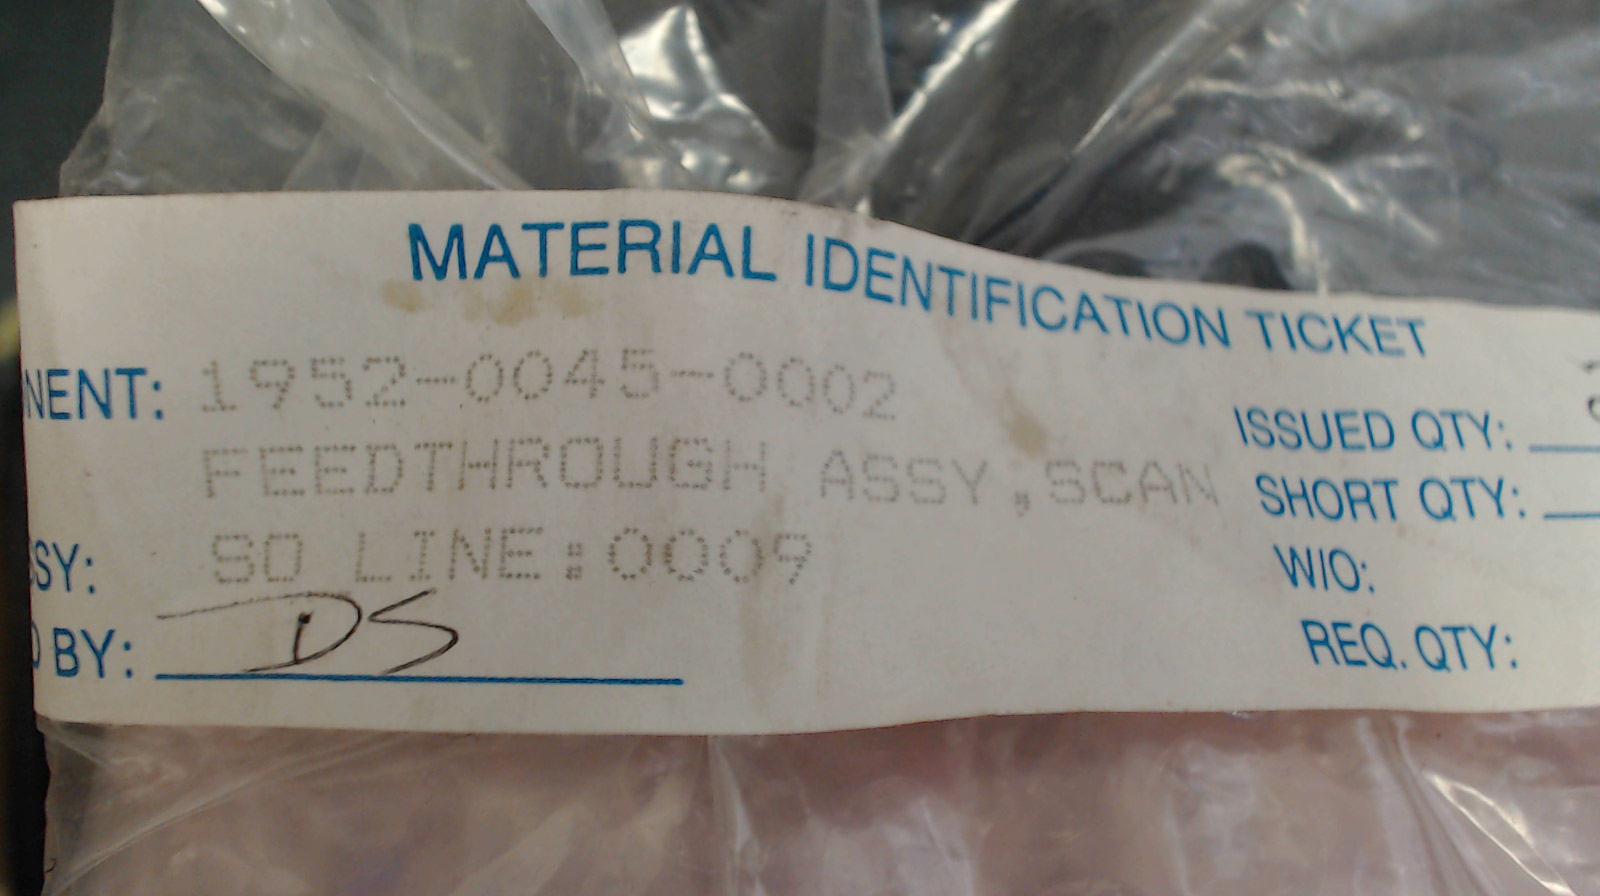 MATERIAL IDENTIFICATION TICKET
NENT: 1952-0045-0002
FEEDTHROUGH ASSY,SCAN
SSY: SO LINE:0009
D BY: DS
ISSUED QTY:
SHORT QTY:
W/O:
REQ. QTY: